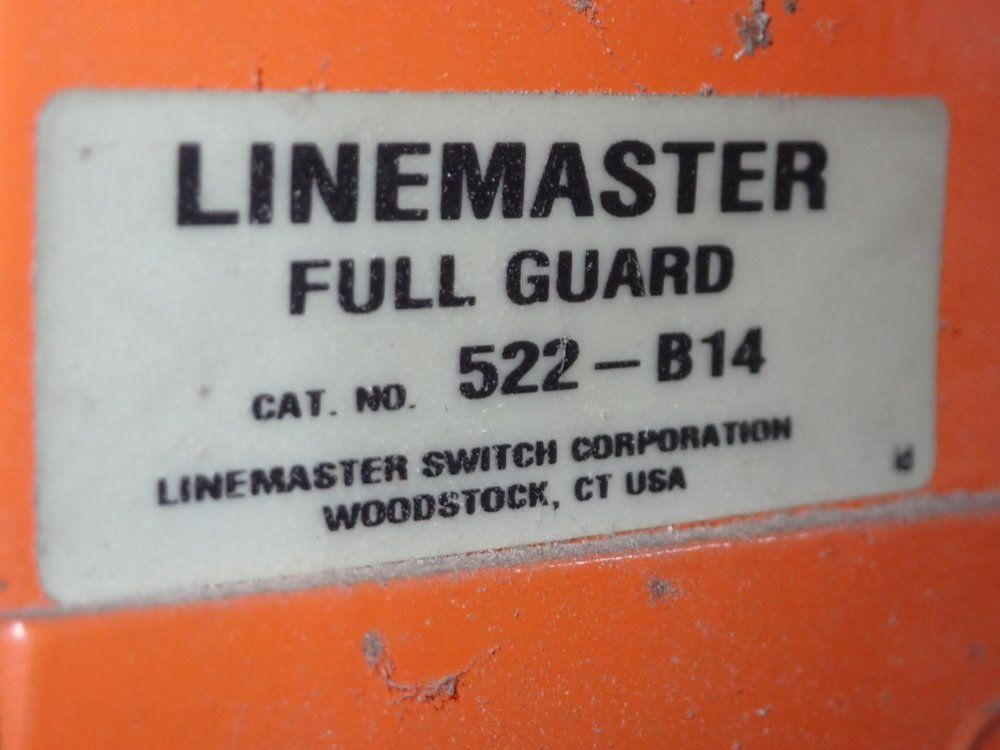 LINEMASTER
FULL GUARD
CAT. NO. 522-B14
LINEMASTER SWITCH CORPORATION
WOODSTOCK, CT USA